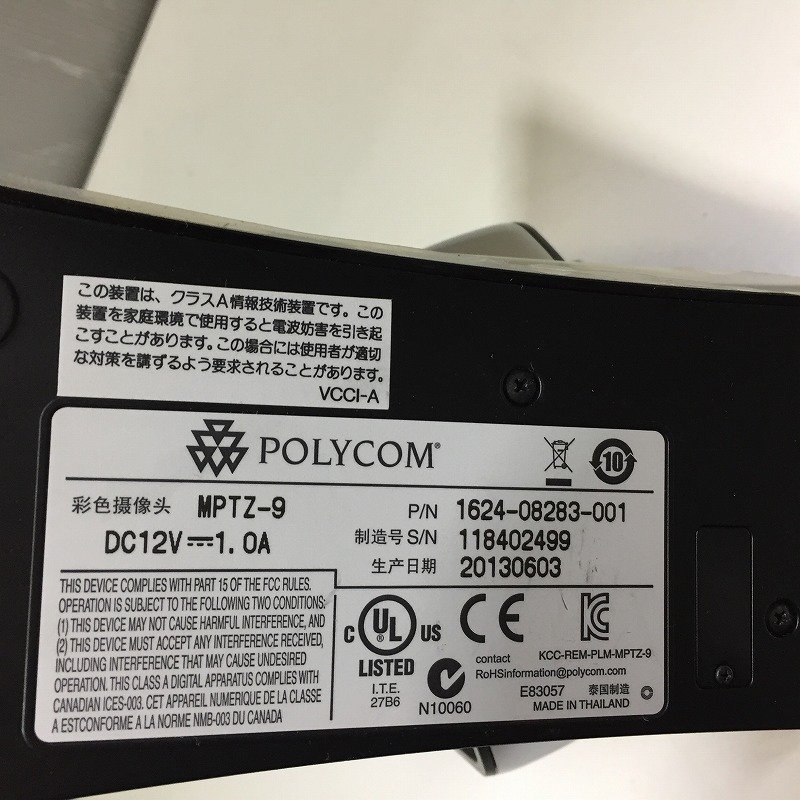 この装置は、クラスA情報技術装置です。この
装置を家庭環境で使用すると電波妨害を引き起
こすことがあります。この場合には使用者が適切
な対策を講ずるよう要求されることがあります。
VCCI-A
POLYCOM®
10
彩色摄像头 MPTZ-9
DC12V⎓1.0A
P/N 1624-08283-001
制造号 S/N 118402499
生产日期 20130603
THIS DEVICE COMPLIES WITH PART 15 OF THE FCC RULES.
OPERATION IS SUBJECT TO THE FOLLOWING TWO CONDITIONS:
(1) THIS DEVICE MAY NOT CAUSE HARMFUL INTERFERENCE, AND
(2) THIS DEVICE MUST ACCEPT ANY INTERFERENCE RECEIVED,
INCLUDING INTERFERENCE THAT MAY CAUSE UNDESIRED
OPERATION. THIS CLASS A DIGITAL APPARATUS COMPLIES WITH
CANADIAN ICES-003. CET APPAREIL NUMERIQUE DE LA CLASSE
A ESTCONFORME A LA NORME NMB-003 DU CANADA
C UL US
LISTED
I.T.E.
27B6
N10060
CE
KCC-REM-PLM-MPTZ-9
contact
RoHSinformation@polycom.com
E83057 泰国制造
MADE IN THAILAND